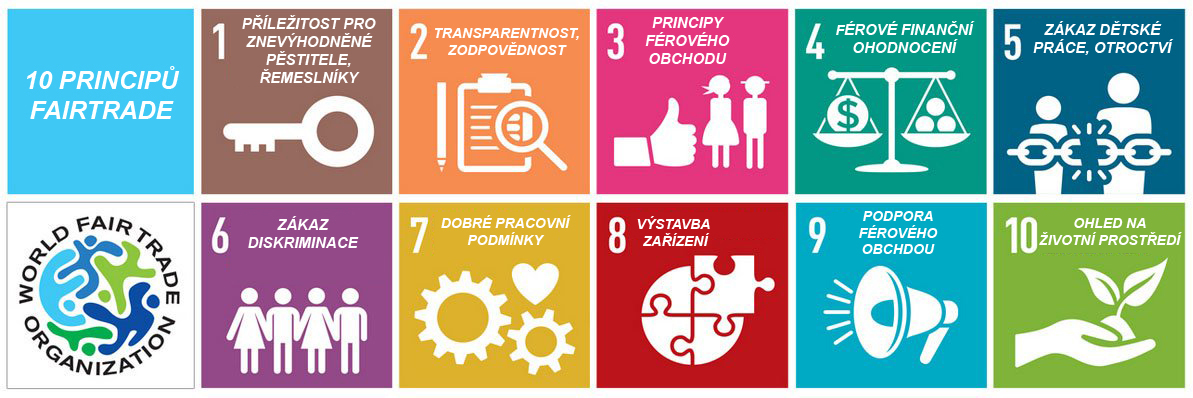 10 PRINCIPŮ
FAIRTRADE
1
PŘÍLEŽITOST PRO
ZNEVÝHODNĚNÉ
PĚSTITELE,
ŘEMESLNÍKY
2
TRANSPARENTNOST,
ZODPOVĚDNOST
3
PRINCIPY
FÉROVÉHO
OBCHODU
4
FÉROVÉ FINANČNÍ
OHODNOCENÍ
$
5
ZÁKAZ DĚTSKÉ
PRÁCE, OTROCTVÍ
WORLD FAIR TRADE
ORGANIZATION
6
ZÁKAZ
DISKRIMINACE
7
DOBRÉ PRACOVNÍ
PODMÍNKY
8
VÝSTAVBA
ZAŘÍZENÍ
9
PODPORA
FÉROVÉHO
OBCHDOU
10
OHLED NA
ŽIVOTNÍ PROSTŘEDÍ